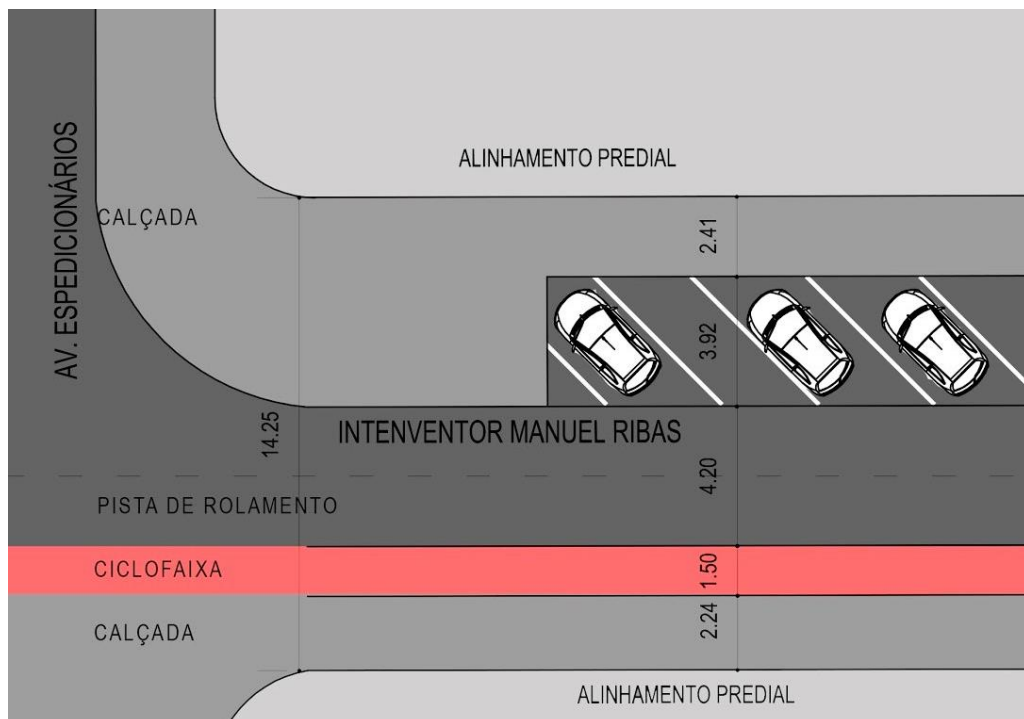 ALINHAMENTO PREDIAL
AV. ESPEDICIONÁRIOS
CALÇADA
2.41
3.92
14.25
INTENVENTOR MANUEL RIBAS
4.20
PISTA DE ROLAMENTO
CICLOFAIXA
1.50
CALÇADA
2.24
ALINHAMENTO PREDIAL